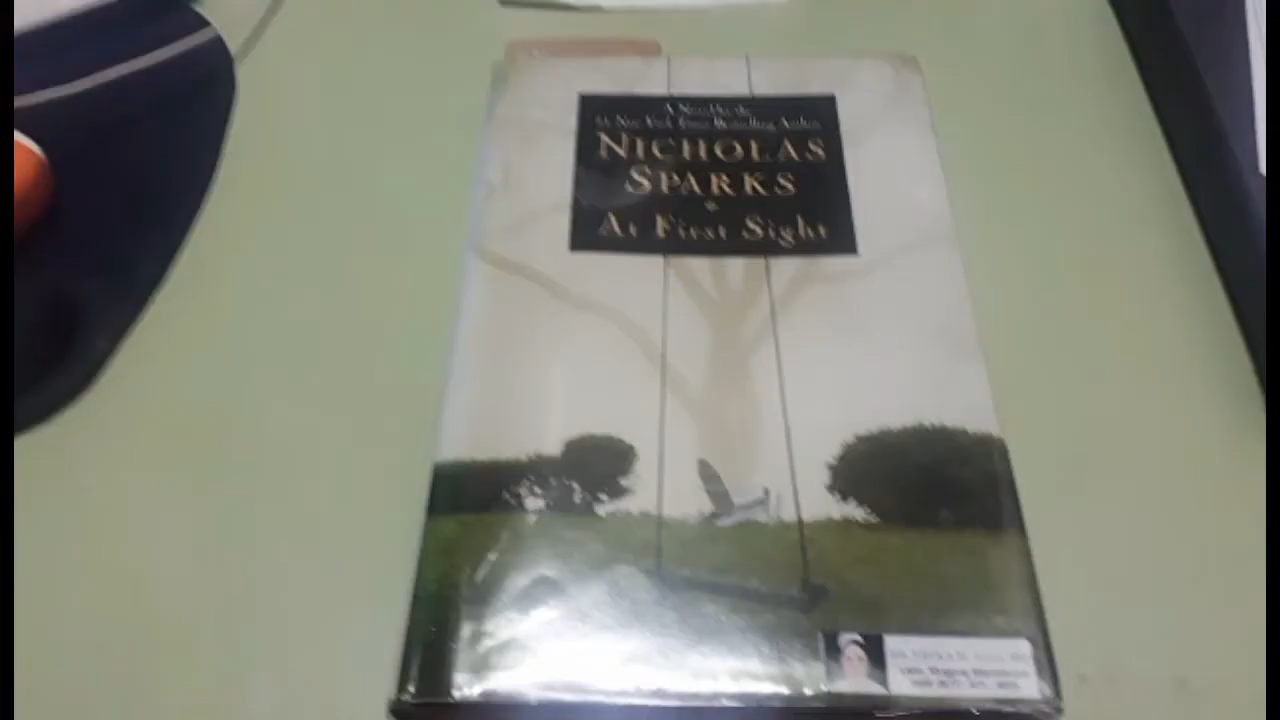 A Novel by the
#1 New York Times Bestselling Author
NICHOLAS
SPARKS
At First Sight